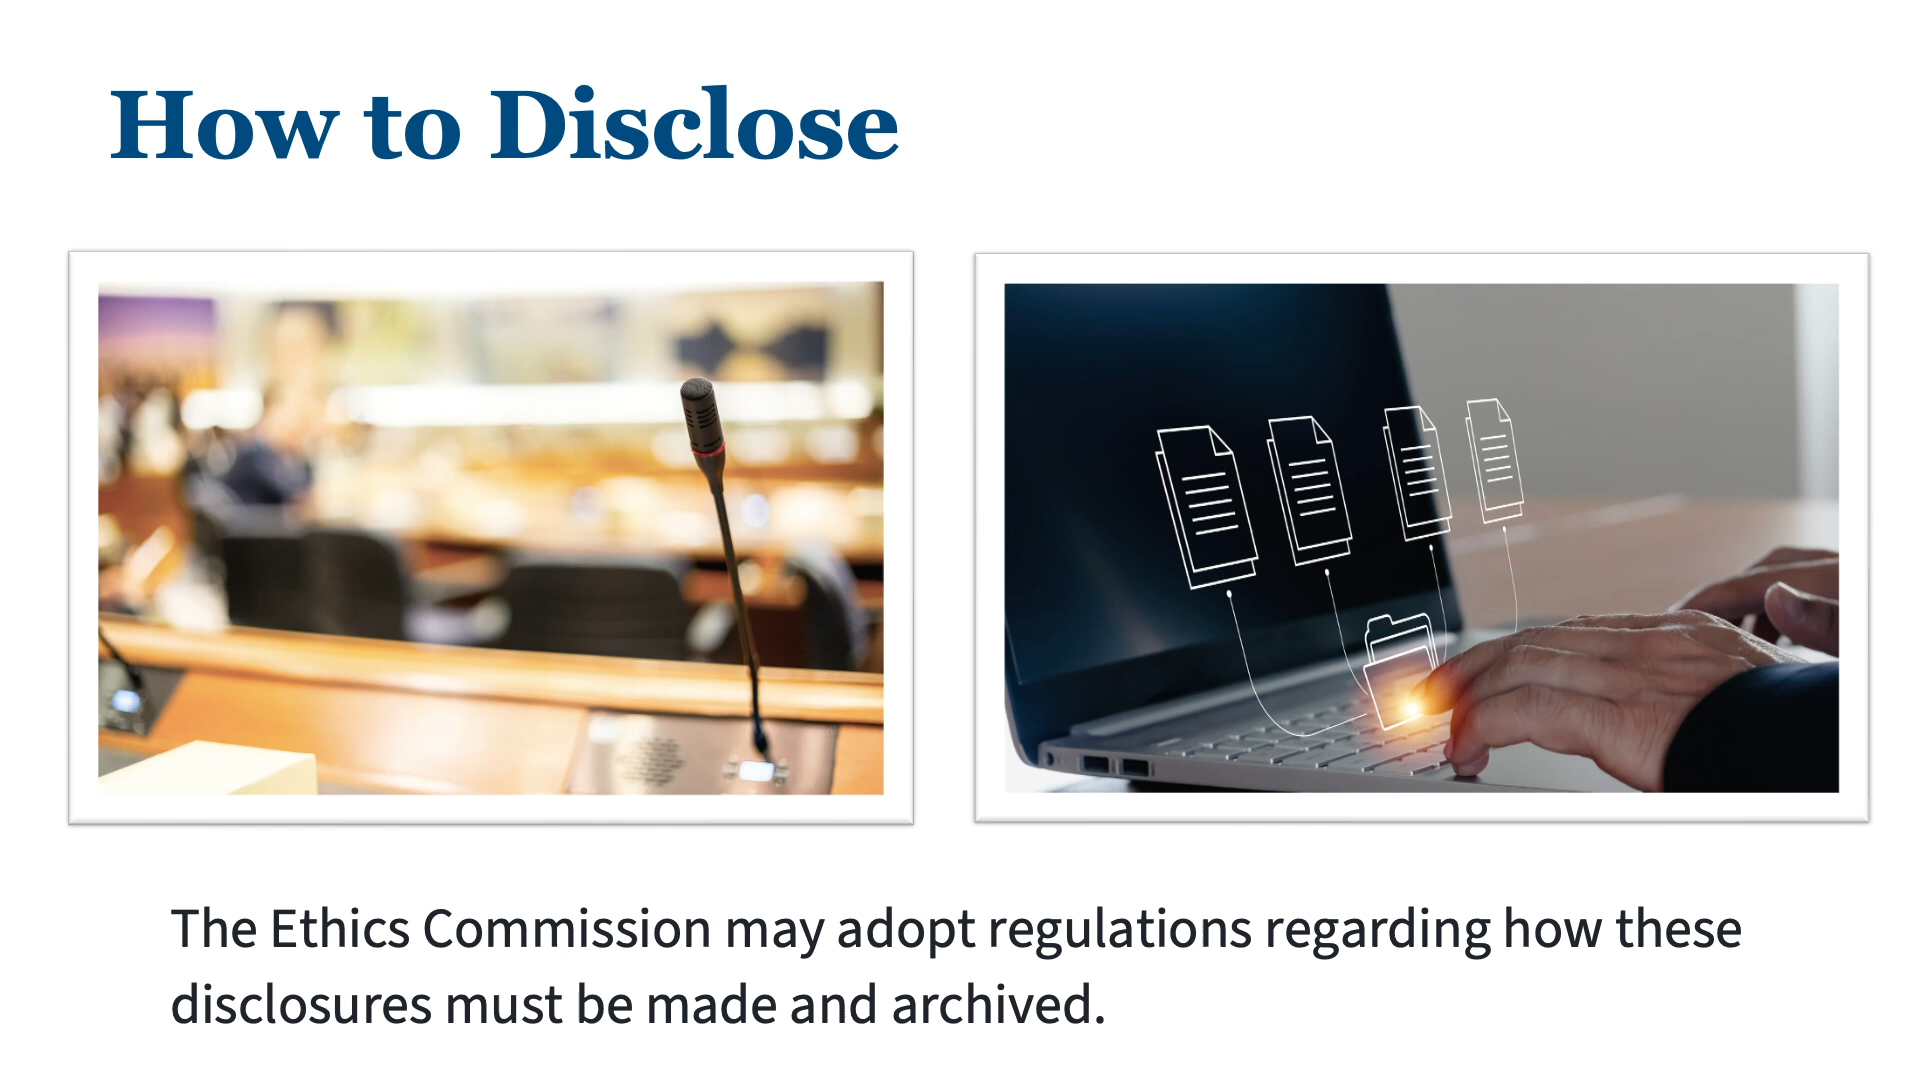 How to Disclose
The Ethics Commission may adopt regulations regarding how these
disclosures must be made and archived.